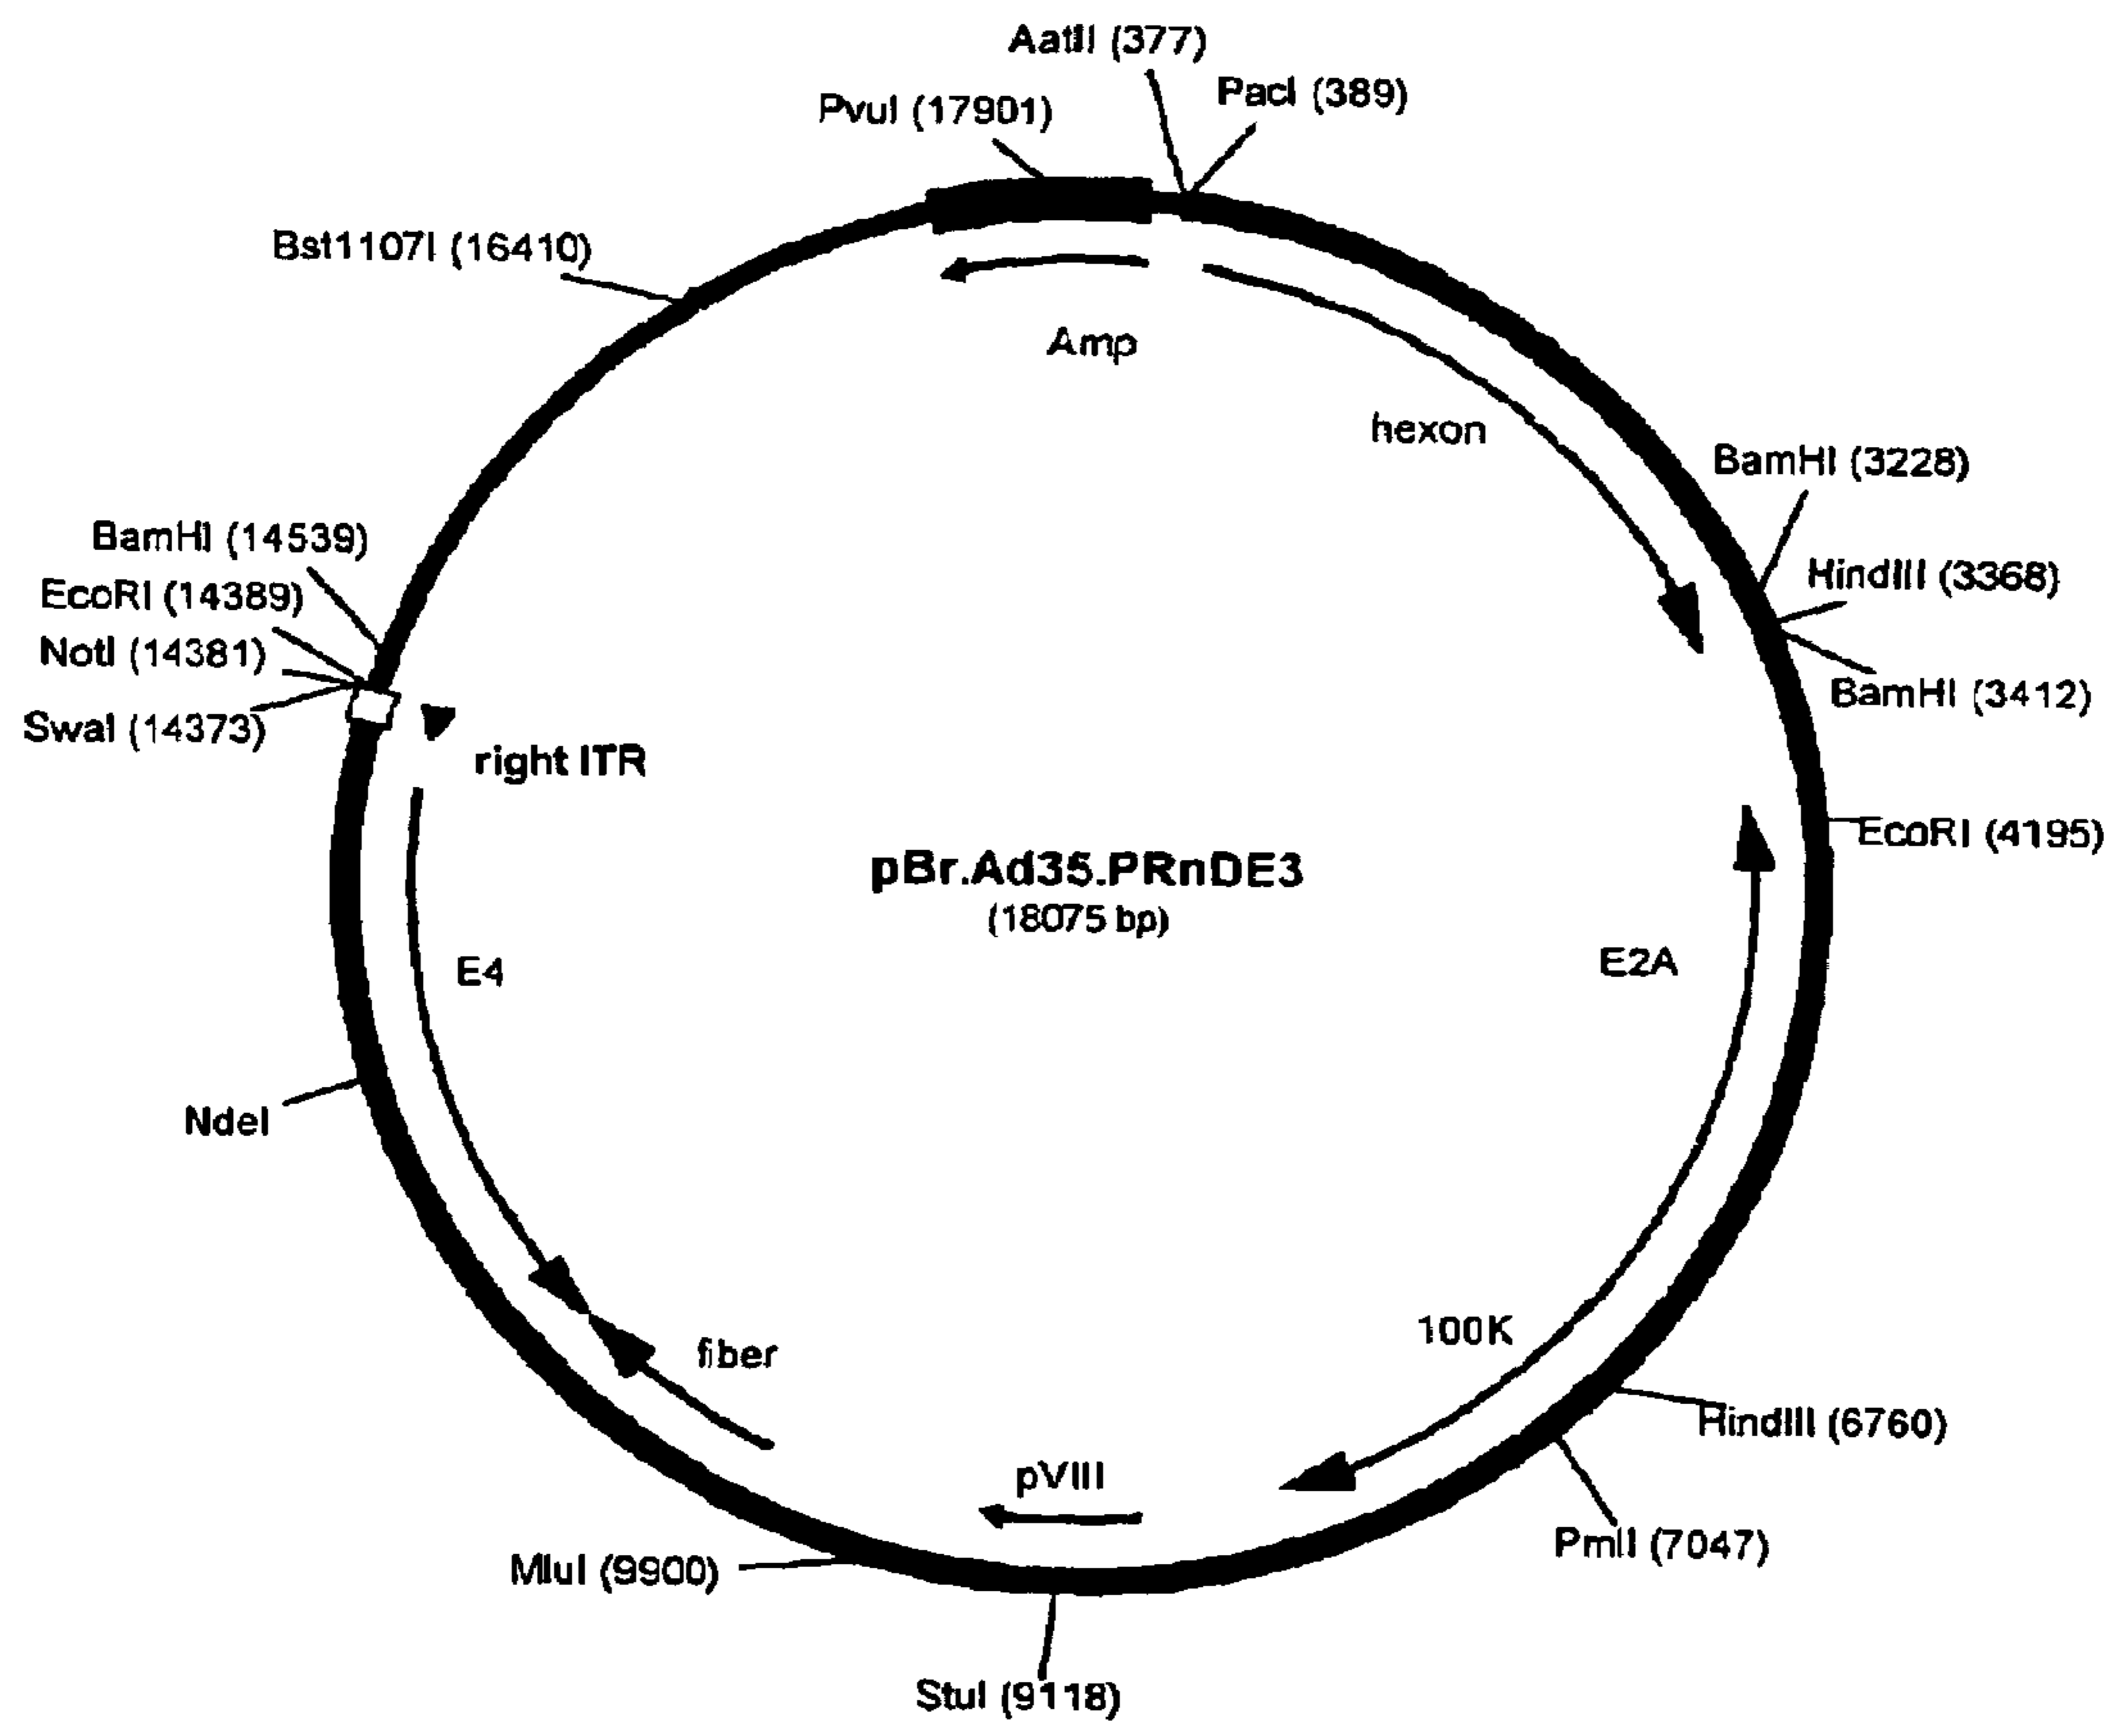 AatII (377)
PacI (389)
PvuI (17901)
Bst1107I (16410)
Amp
hexon
BamHI (3228)
BamHI (14539)
HindIII (3368)
EcoRI (14389)
NotI (14381)
BamHI (3412)
SwaI (14373)
right ITR
EcoRI (4195)
pBr.Ad35.PRnDE3
(18075 bp)
E4
E2A
NdeI
100K
fiber
HindIII (6760)
pVIII
PmlI (7047)
MluI (9900)
StuI (9118)